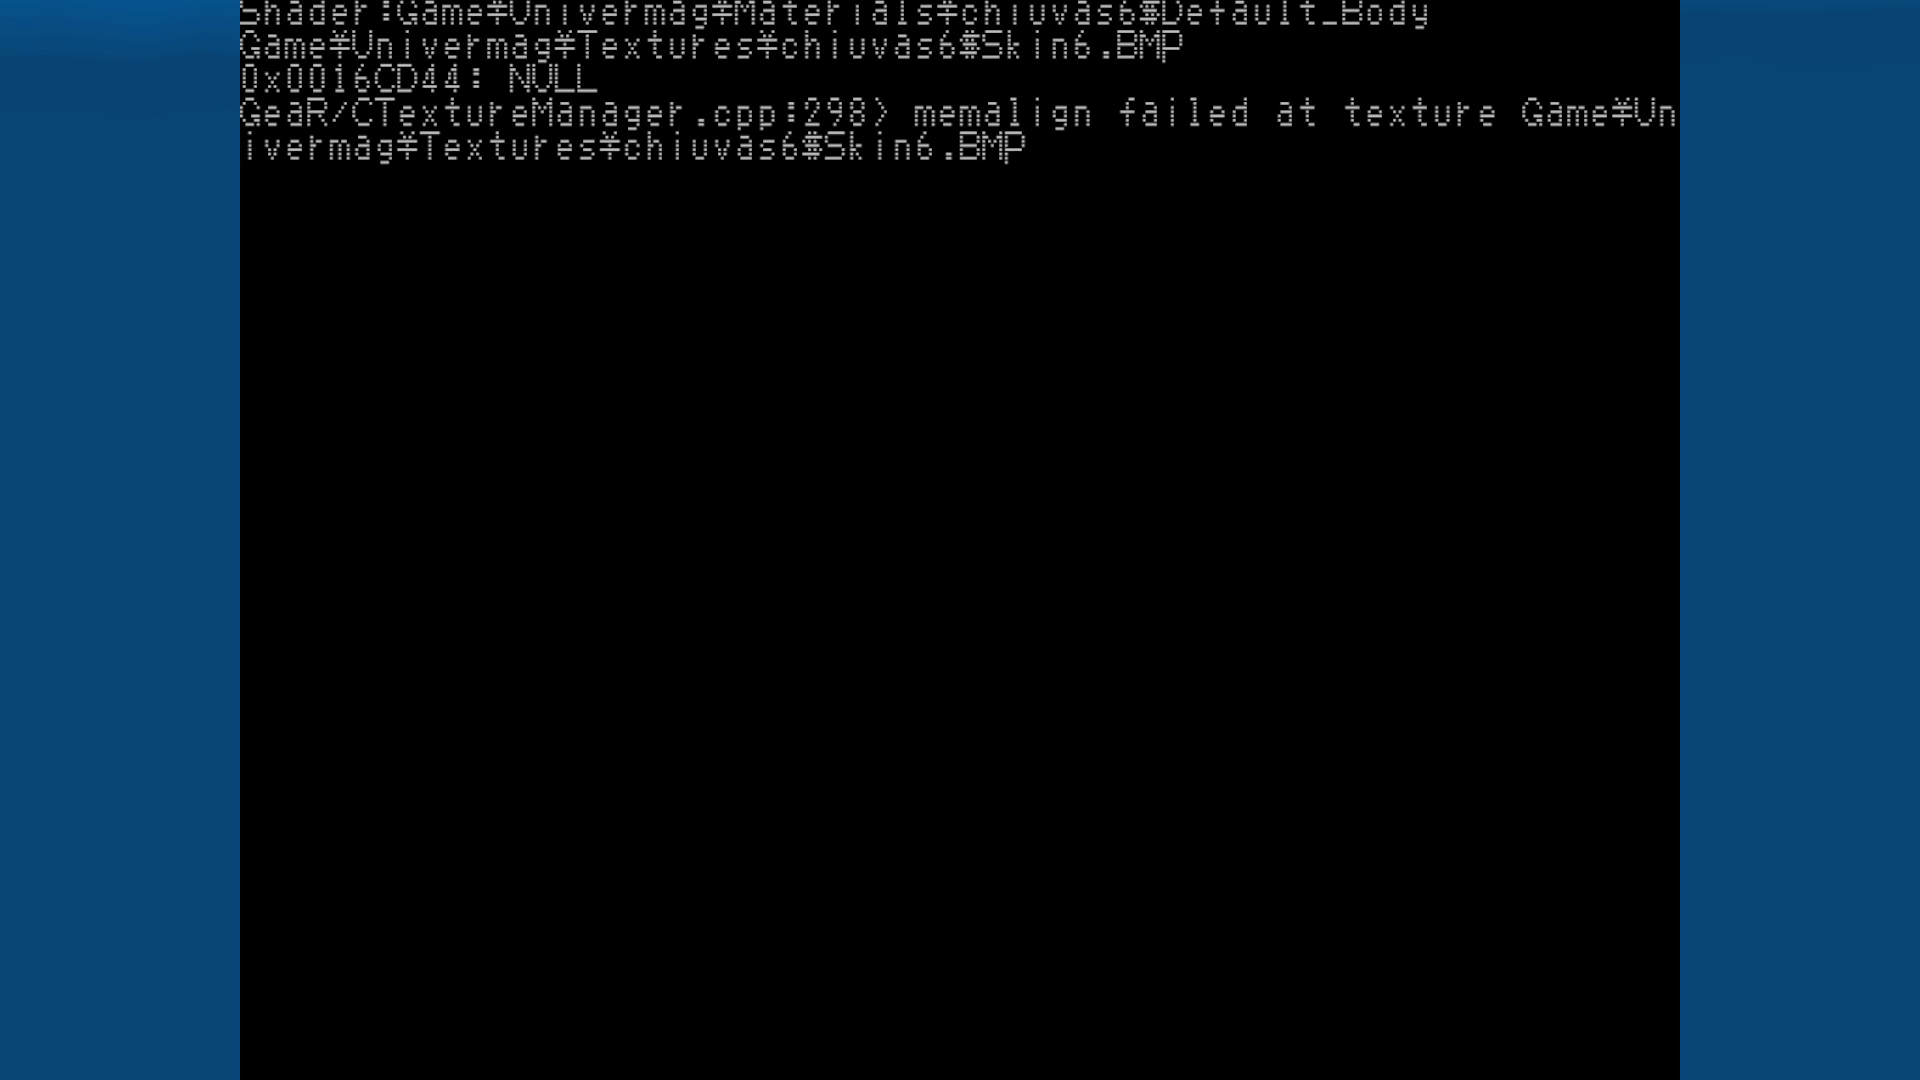 Shader:Game¥Univermag¥Materials¥chiuvas6#Default_Body
Game¥Univermag¥Textures¥chiuvas6#Skin6.BMP
0x0016CD44: NULL
GeaR/CTextureManager.cpp:298> memalign failed at texture Game¥Un
ivermag¥Textures¥chiuvas6#Skin6.BMP